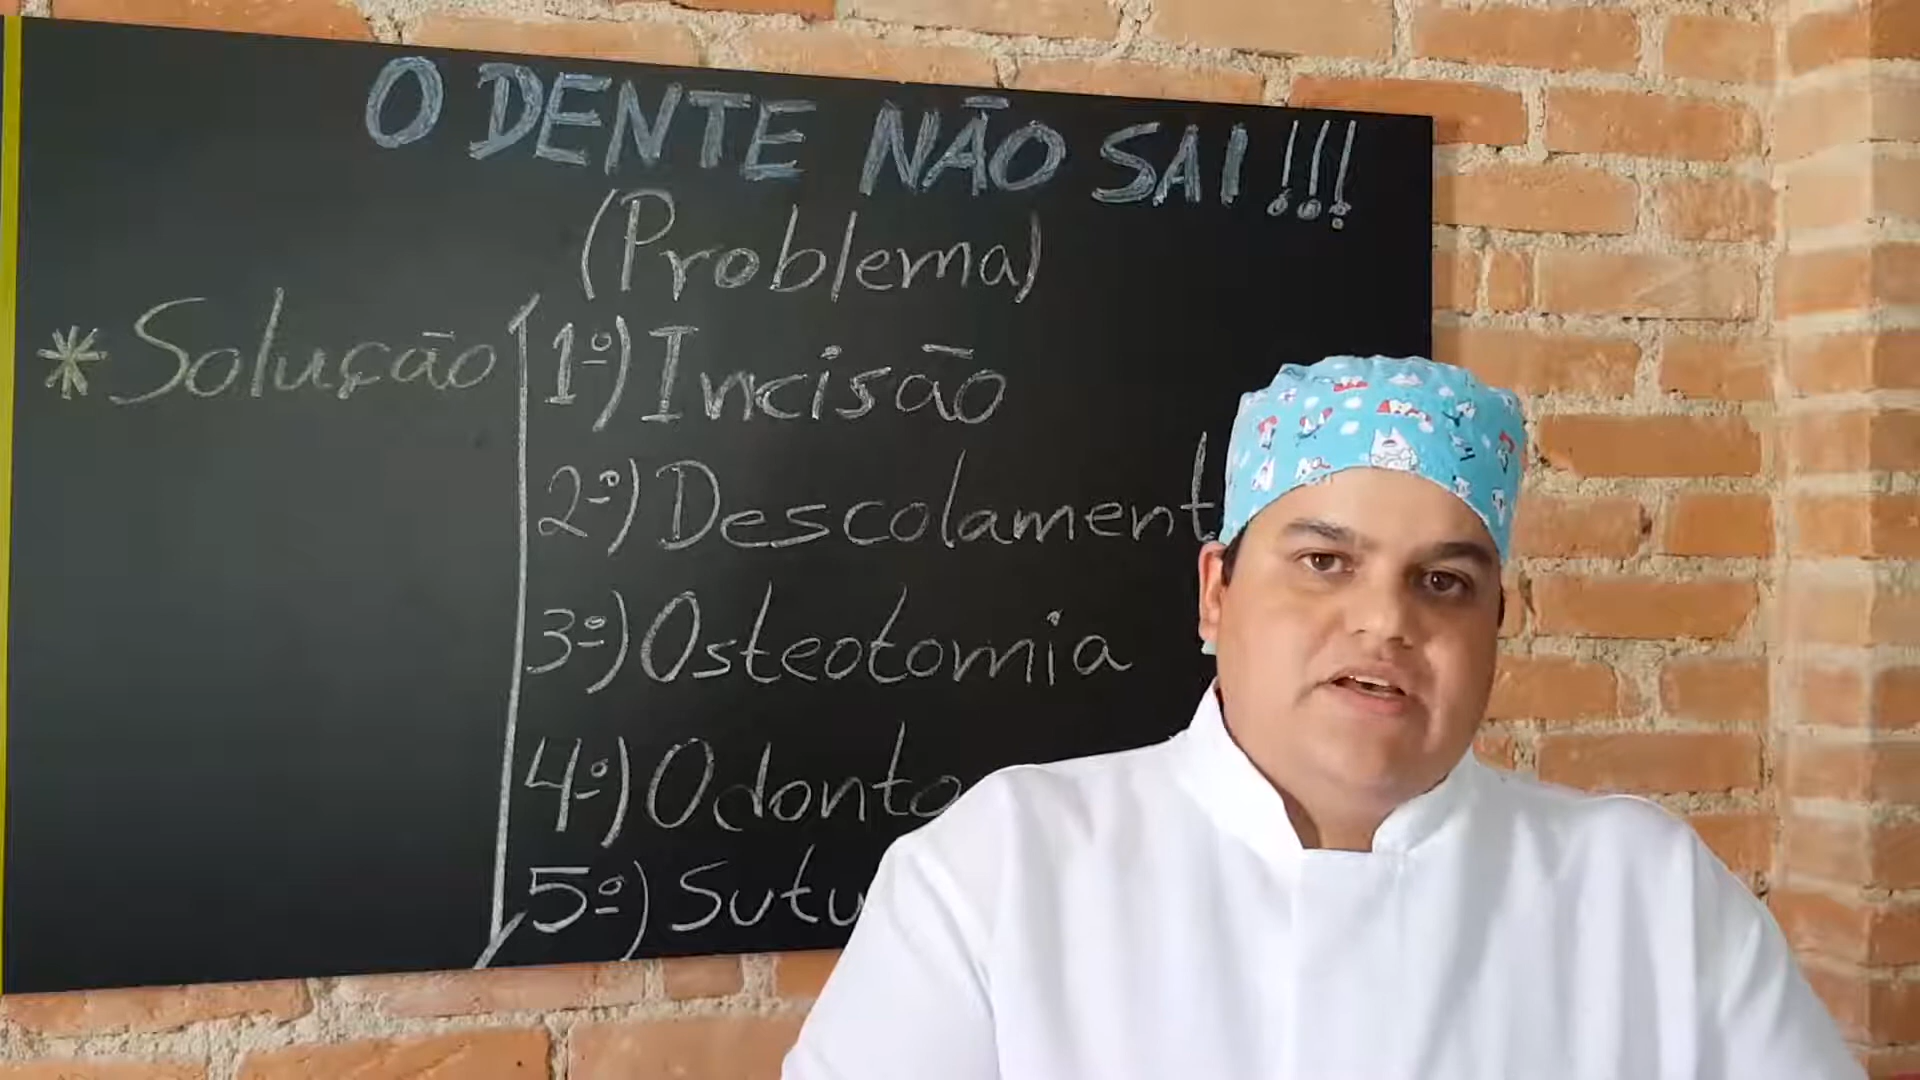 O DENTE NÃO SAI!!!
(Problema)
* Solução
1º) Incisão
2º) Descolament
3º) Osteotomia
4º) Odonto
5º) Sutu